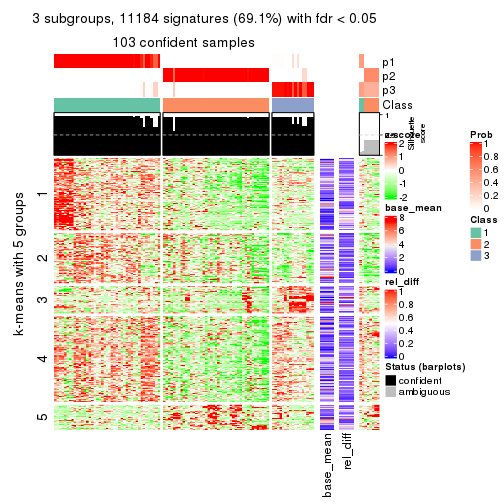 3 subgroups, 11184 signatures (69.1%) with fdr < 0.05
103 confident samples
p1
p2
p3
Class
1
Silhouette
score
z-score
2
1
0
-1
-2
base_mean
8
6
4
2
0
rel_diff
1
0.8
0.6
0.4
0.2
0
Status (barplots)
confident
ambiguous
Prob
1
0.8
0.6
0.4
0.2
0
Class
1
2
3
k-means with 5 groups
1
2
3
4
5
base_mean
rel_diff